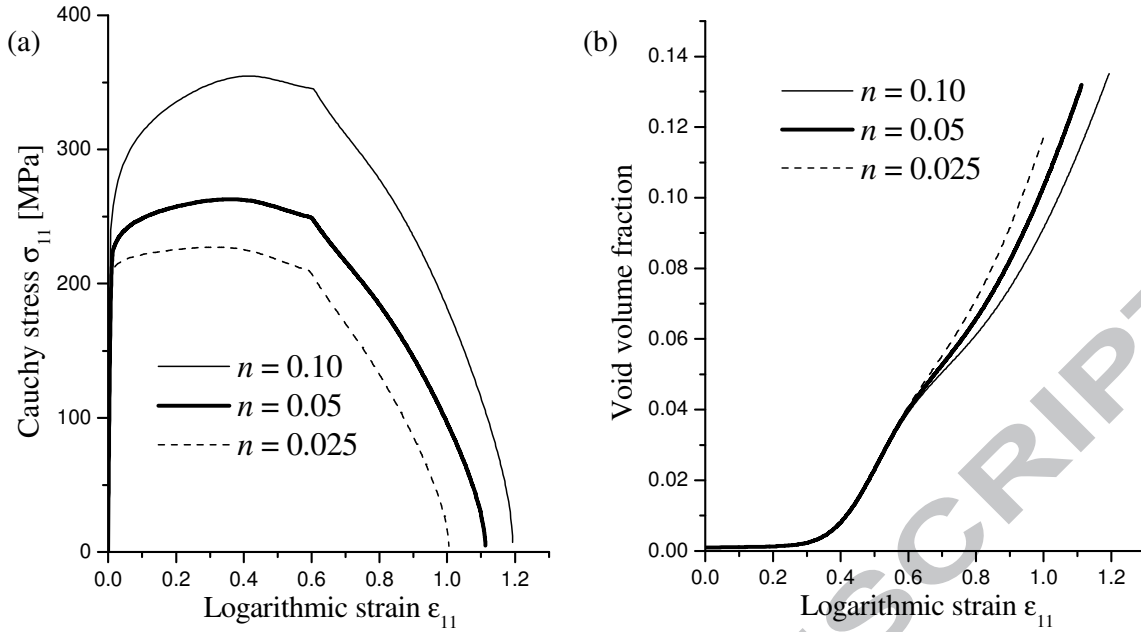 (a)
400
300
200
100
0
Cauchy stress σ11 [MPa]
n = 0.10
n = 0.05
n = 0.025
0.0 0.2 0.4 0.6 0.8 1.0 1.2
Logarithmic strain ε11
(b)
0.14
0.12
0.10
0.08
0.06
0.04
0.02
0.00
Void volume fraction
n = 0.10
n = 0.05
n = 0.025
0.0 0.2 0.4 0.6 0.8 1.0 1.2
Logarithmic strain ε11
SCRIPT